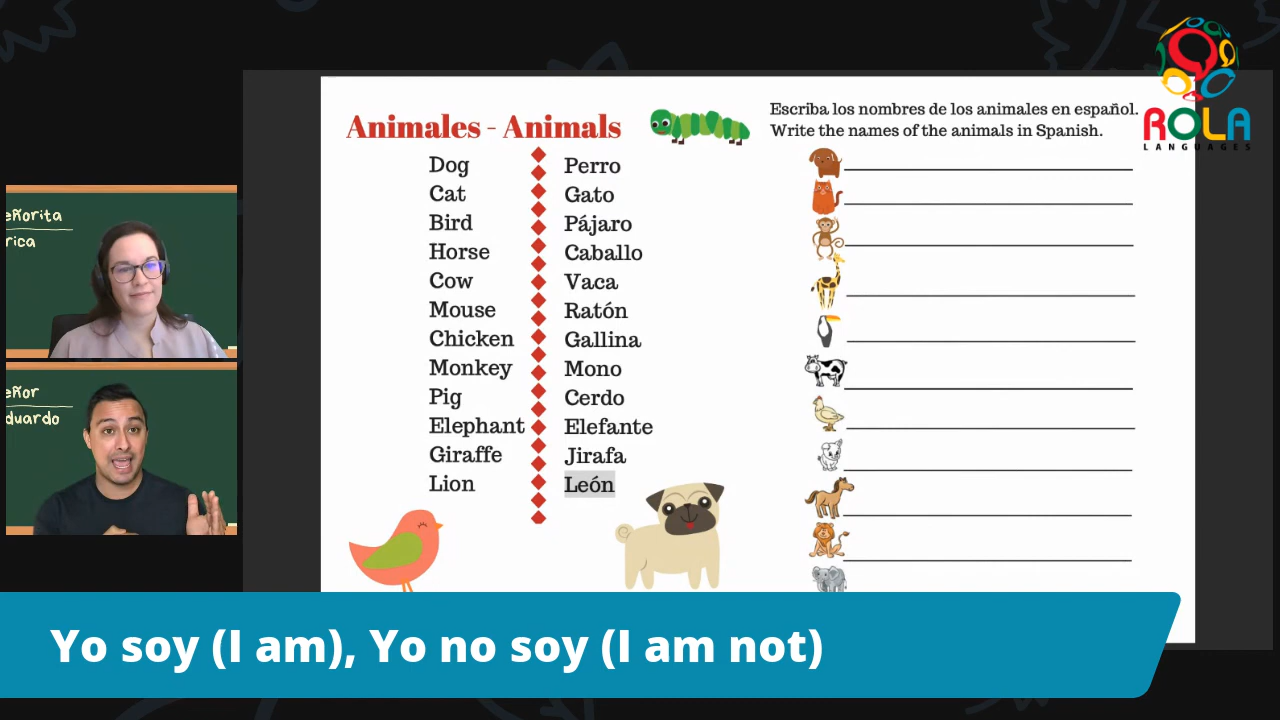 ROLA
LANGUAGES
Animales - Animals
Dog Perro
Cat Gato
Bird Pájaro
Horse Caballo
Cow Vaca
Mouse Ratón
Chicken Gallina
Monkey Mono
Pig Cerdo
Elephant Elefante
Giraffe Jirafa
Lion León
Escriba los nombres de los animales en español.
Write the names of the animals in Spanish.
eñorita
rica
eñor
duardo
Yo soy (I am), Yo no soy (I am not)